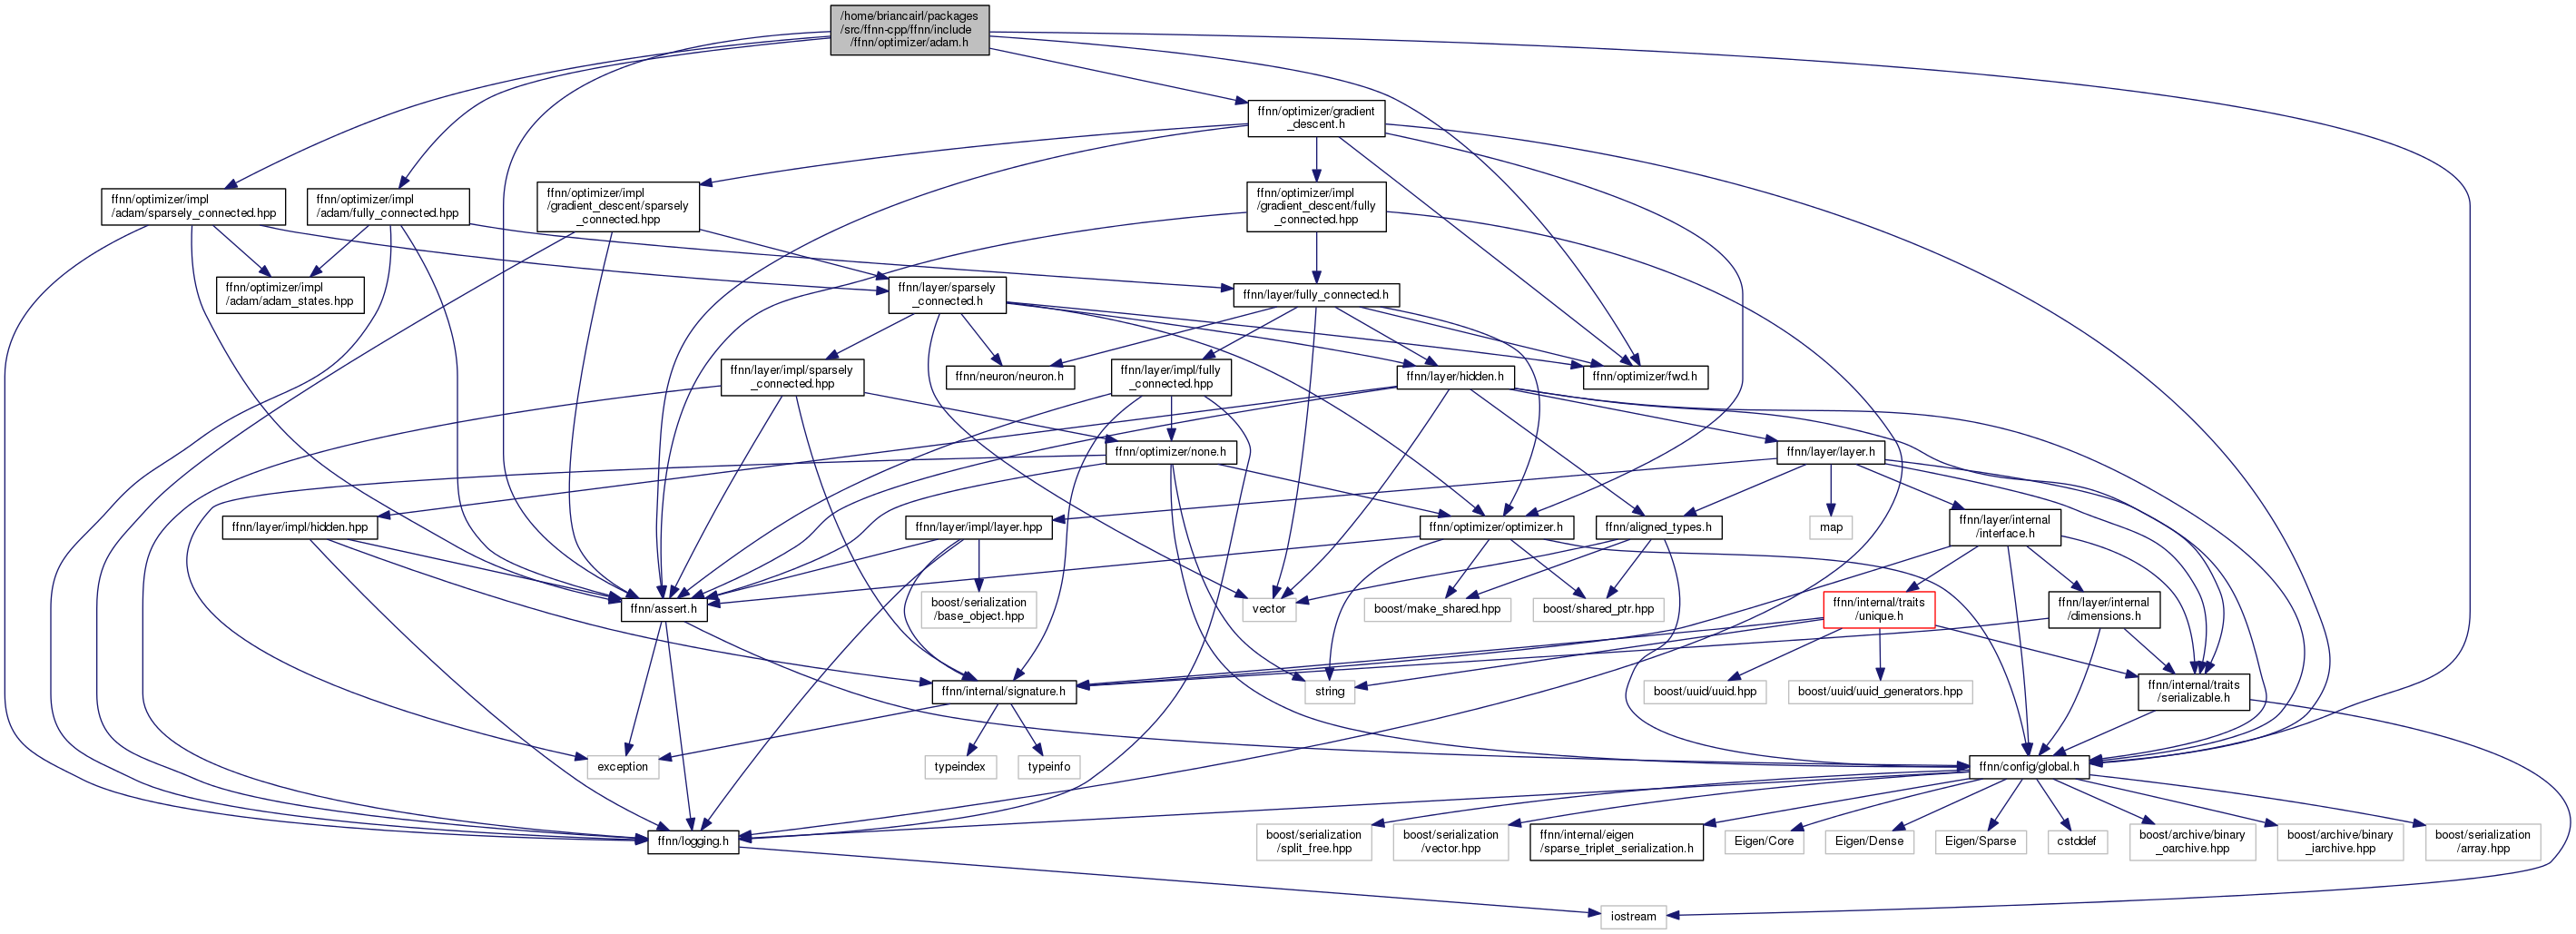 /home/briancairl/packages
/src/ffnn-cpp/ffnn/include
/ffnn/optimizer/adam.h
ffnn/optimizer/gradient
_descent.h
ffnn/optimizer/impl
/adam/sparsely_connected.hpp
ffnn/optimizer/impl
/adam/fully_connected.hpp
ffnn/optimizer/impl
/gradient_descent/sparsely
_connected.hpp
ffnn/optimizer/impl
/gradient_descent/fully
_connected.hpp
ffnn/optimizer/impl
/adam/adam_states.hpp
ffnn/layer/sparsely
_connected.h
ffnn/layer/fully_connected.h
ffnn/layer/impl/sparsely
_connected.hpp
ffnn/neuron/neuron.h
ffnn/layer/impl/fully
_connected.hpp
ffnn/layer/hidden.h
ffnn/optimizer/fwd.h
ffnn/optimizer/none.h
ffnn/layer/layer.h
ffnn/layer/impl/hidden.hpp
ffnn/layer/impl/layer.hpp
ffnn/optimizer/optimizer.h
ffnn/aligned_types.h
map
ffnn/layer/internal
/interface.h
ffnn/assert.h
boost/serialization
/base_object.hpp
vector
boost/make_shared.hpp
boost/shared_ptr.hpp
ffnn/internal/traits
/unique.h
ffnn/layer/internal
/dimensions.h
ffnn/internal/signature.h
string
boost/uuid/uuid.hpp
boost/uuid/uuid_generators.hpp
ffnn/internal/traits
/serializable.h
exception
typeindex
typeinfo
ffnn/config/global.h
ffnn/logging.h
boost/serialization
/split_free.hpp
boost/serialization
/vector.hpp
ffnn/internal/eigen
/sparse_triplet_serialization.h
Eigen/Core
Eigen/Dense
Eigen/Sparse
cstddef
boost/archive/binary
_oarchive.hpp
boost/archive/binary
_iarchive.hpp
boost/serialization
/array.hpp
iostream